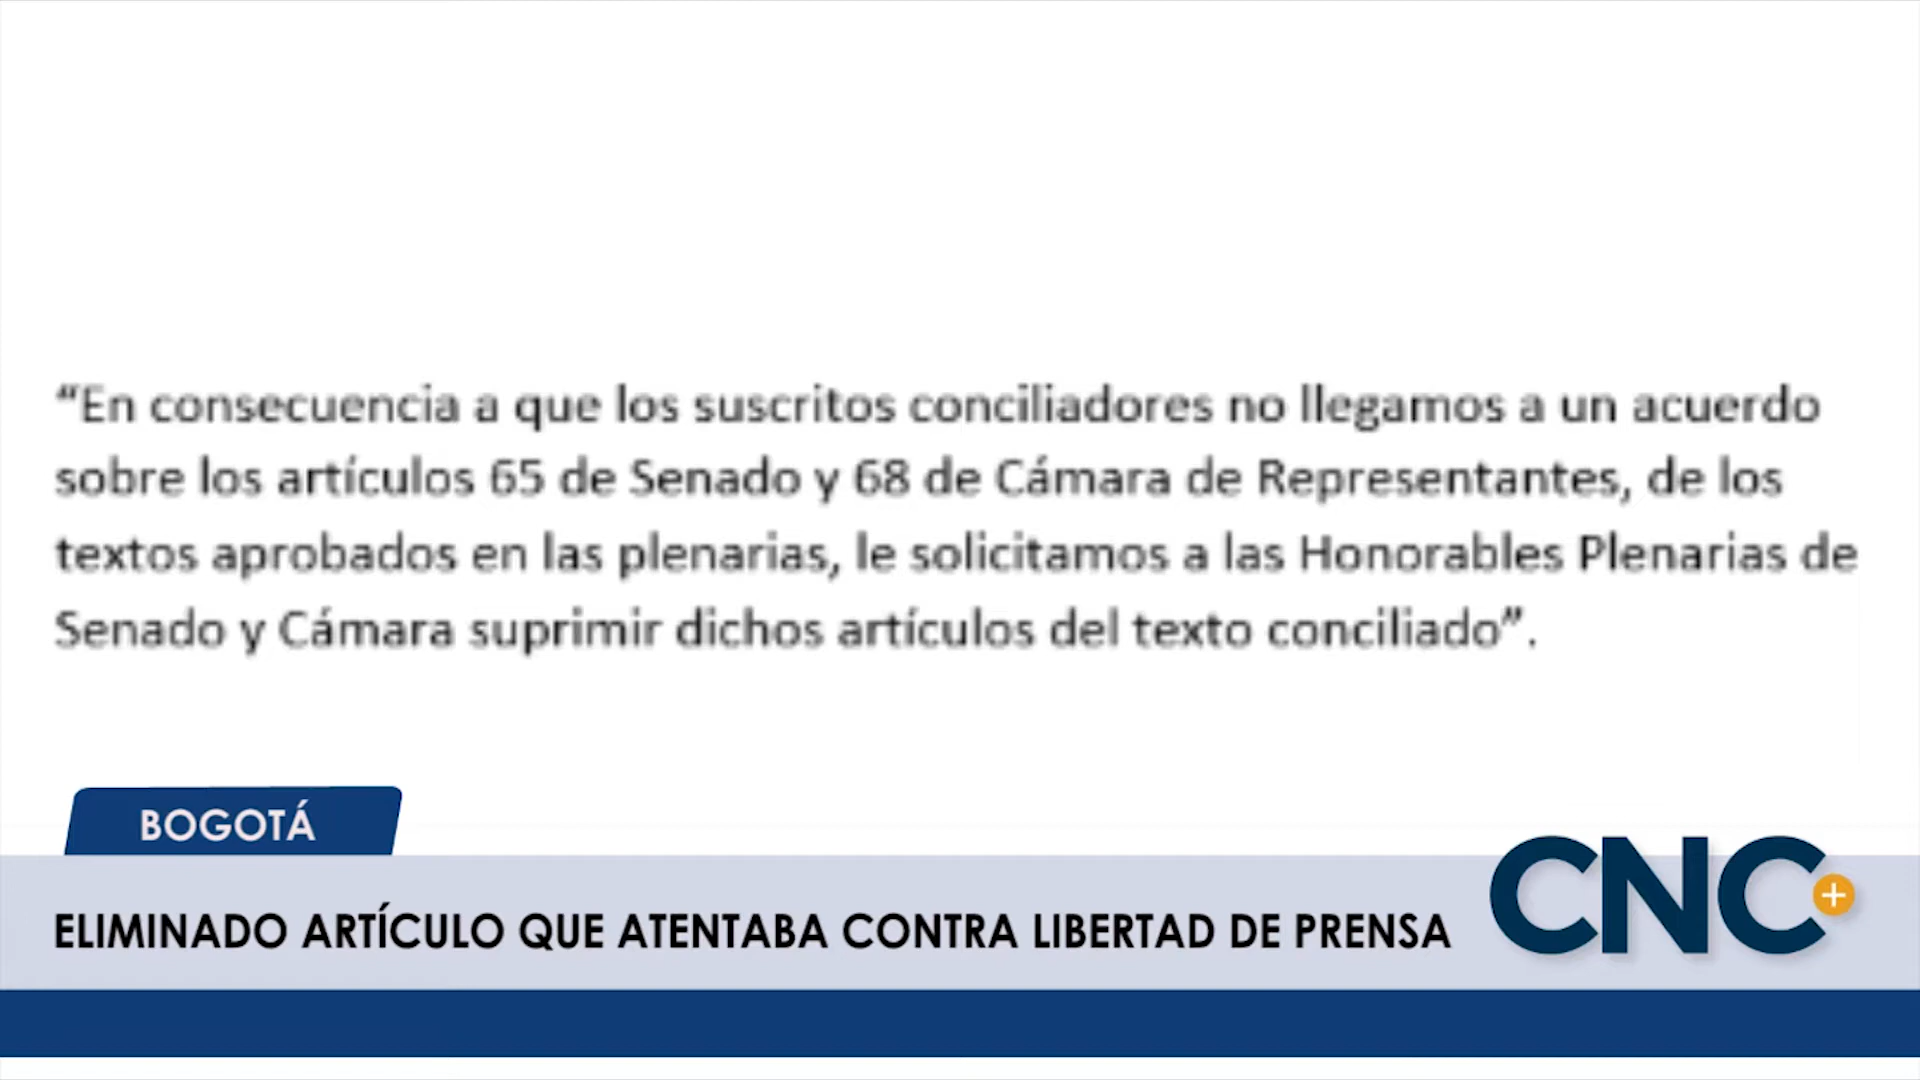 “En consecuencia a que los suscritos conciliadores no llegamos a un acuerdo
sobre los artículos 65 de Senado y 68 de Cámara de Representantes, de los
textos aprobados en las plenarias, le solicitamos a las Honorables Plenarias de
Senado y Cámara suprimir dichos artículos del texto conciliado”.
BOGOTÁ
ELIMINADO ARTÍCULO QUE ATENTABA CONTRA LIBERTAD DE PRENSA
CNC+